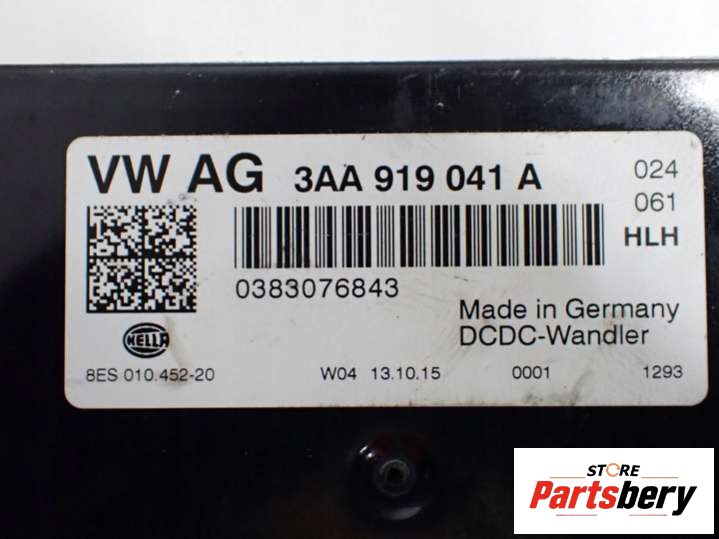 VW AG 3AA 919 041 A 024
061
HLH
0383076843
Made in Germany
DCDC-Wandler
HELLA
8ES 010.452-20 W04 13.10.15 0001 1293
STORE
Partsbery